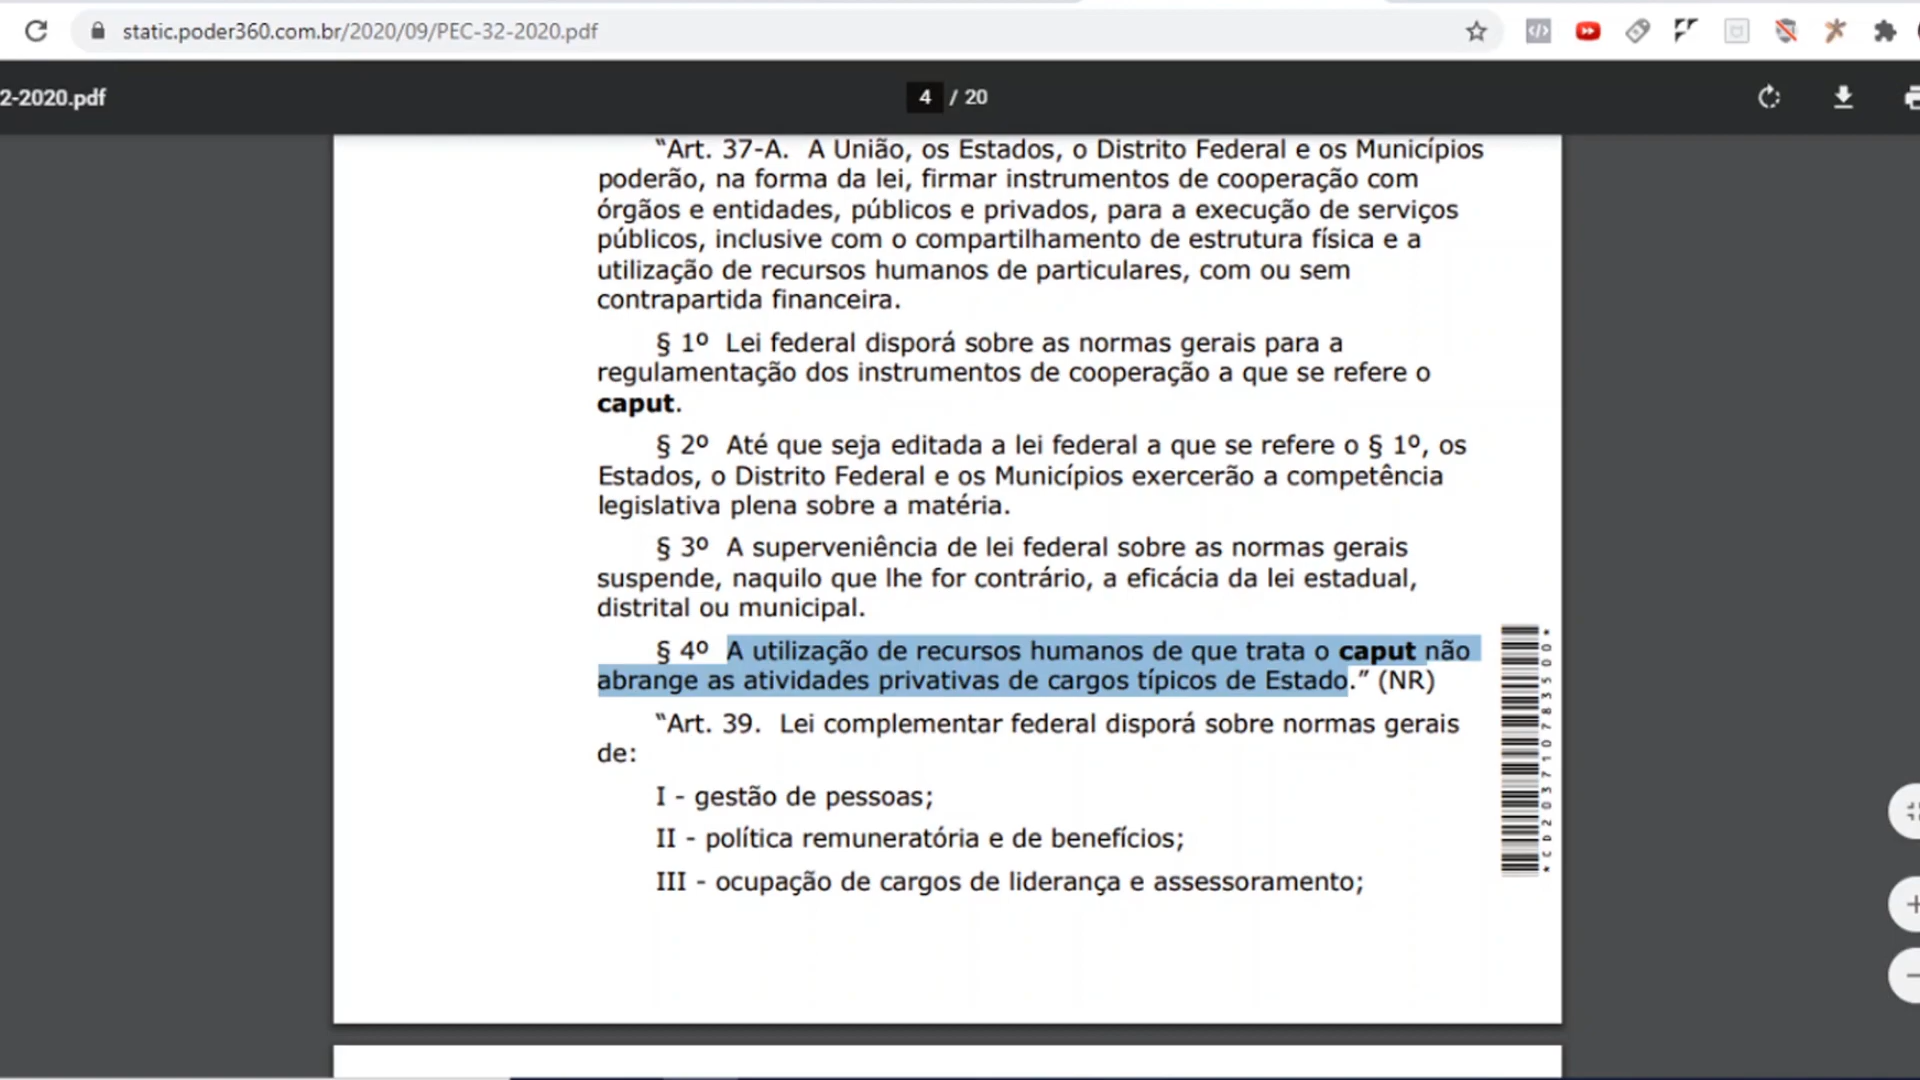 static.poder360.com.br/2020/09/PEC-32-2020.pdf
2-2020.pdf
4 / 20
“Art. 37-A. A União, os Estados, o Distrito Federal e os Municípios
poderão, na forma da lei, firmar instrumentos de cooperação com
órgãos e entidades, públicos e privados, para a execução de serviços
públicos, inclusive com o compartilhamento de estrutura física e a
utilização de recursos humanos de particulares, com ou sem
contrapartida financeira.
§ 1º Lei federal disporá sobre as normas gerais para a
regulamentação dos instrumentos de cooperação a que se refere o
caput.
§ 2º Até que seja editada a lei federal a que se refere o § 1º, os
Estados, o Distrito Federal e os Municípios exercerão a competência
legislativa plena sobre a matéria.
§ 3º A superveniência de lei federal sobre as normas gerais
suspende, naquilo que lhe for contrário, a eficácia da lei estadual,
distrital ou municipal.
§ 4º A utilização de recursos humanos de que trata o caput não
abrange as atividades privativas de cargos típicos de Estado.” (NR)
“Art. 39. Lei complementar federal disporá sobre normas gerais
de:
I - gestão de pessoas;
II - política remuneratória e de benefícios;
III - ocupação de cargos de liderança e assessoramento;
*CD203710783500*